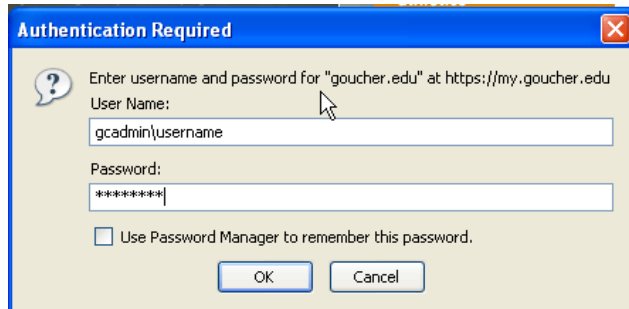 Authentication Required
Enter username and password for "goucher.edu" at https://my.goucher.edu
User Name:
gcadmin\username
Password:
********
Use Password Manager to remember this password.
OK
Cancel